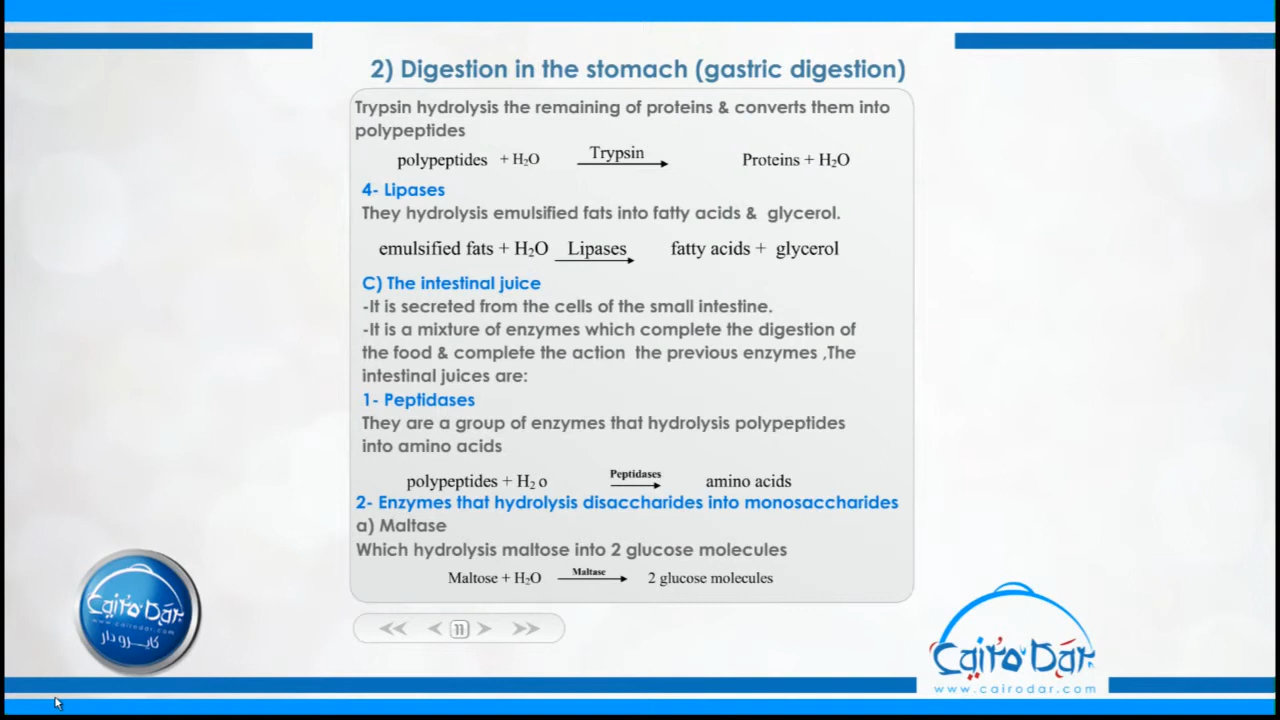 2) Digestion in the stomach (gastric digestion)
Trypsin hydrolysis the remaining of proteins & converts them into
polypeptides
polypeptides + H₂O Trypsin Proteins + H₂O
4- Lipases
They hydrolysis emulsified fats into fatty acids & glycerol.
emulsified fats + H₂O Lipases fatty acids + glycerol
C) The intestinal juice
-It is secreted from the cells of the small intestine.
-It is a mixture of enzymes which complete the digestion of
the food & complete the action the previous enzymes ,The
intestinal juices are:
1- Peptidases
They are a group of enzymes that hydrolysis polypeptides
into amino acids
polypeptides + H₂ o Peptidases amino acids
2- Enzymes that hydrolysis disaccharides into monosaccharides
a) Maltase
Which hydrolysis maltose into 2 glucose molecules
Maltose + H₂O Maltase 2 glucose molecules
11
Cairo Dar
www.cairodar.com
كايرو دار
Cairo Dar
www.cairodar.com